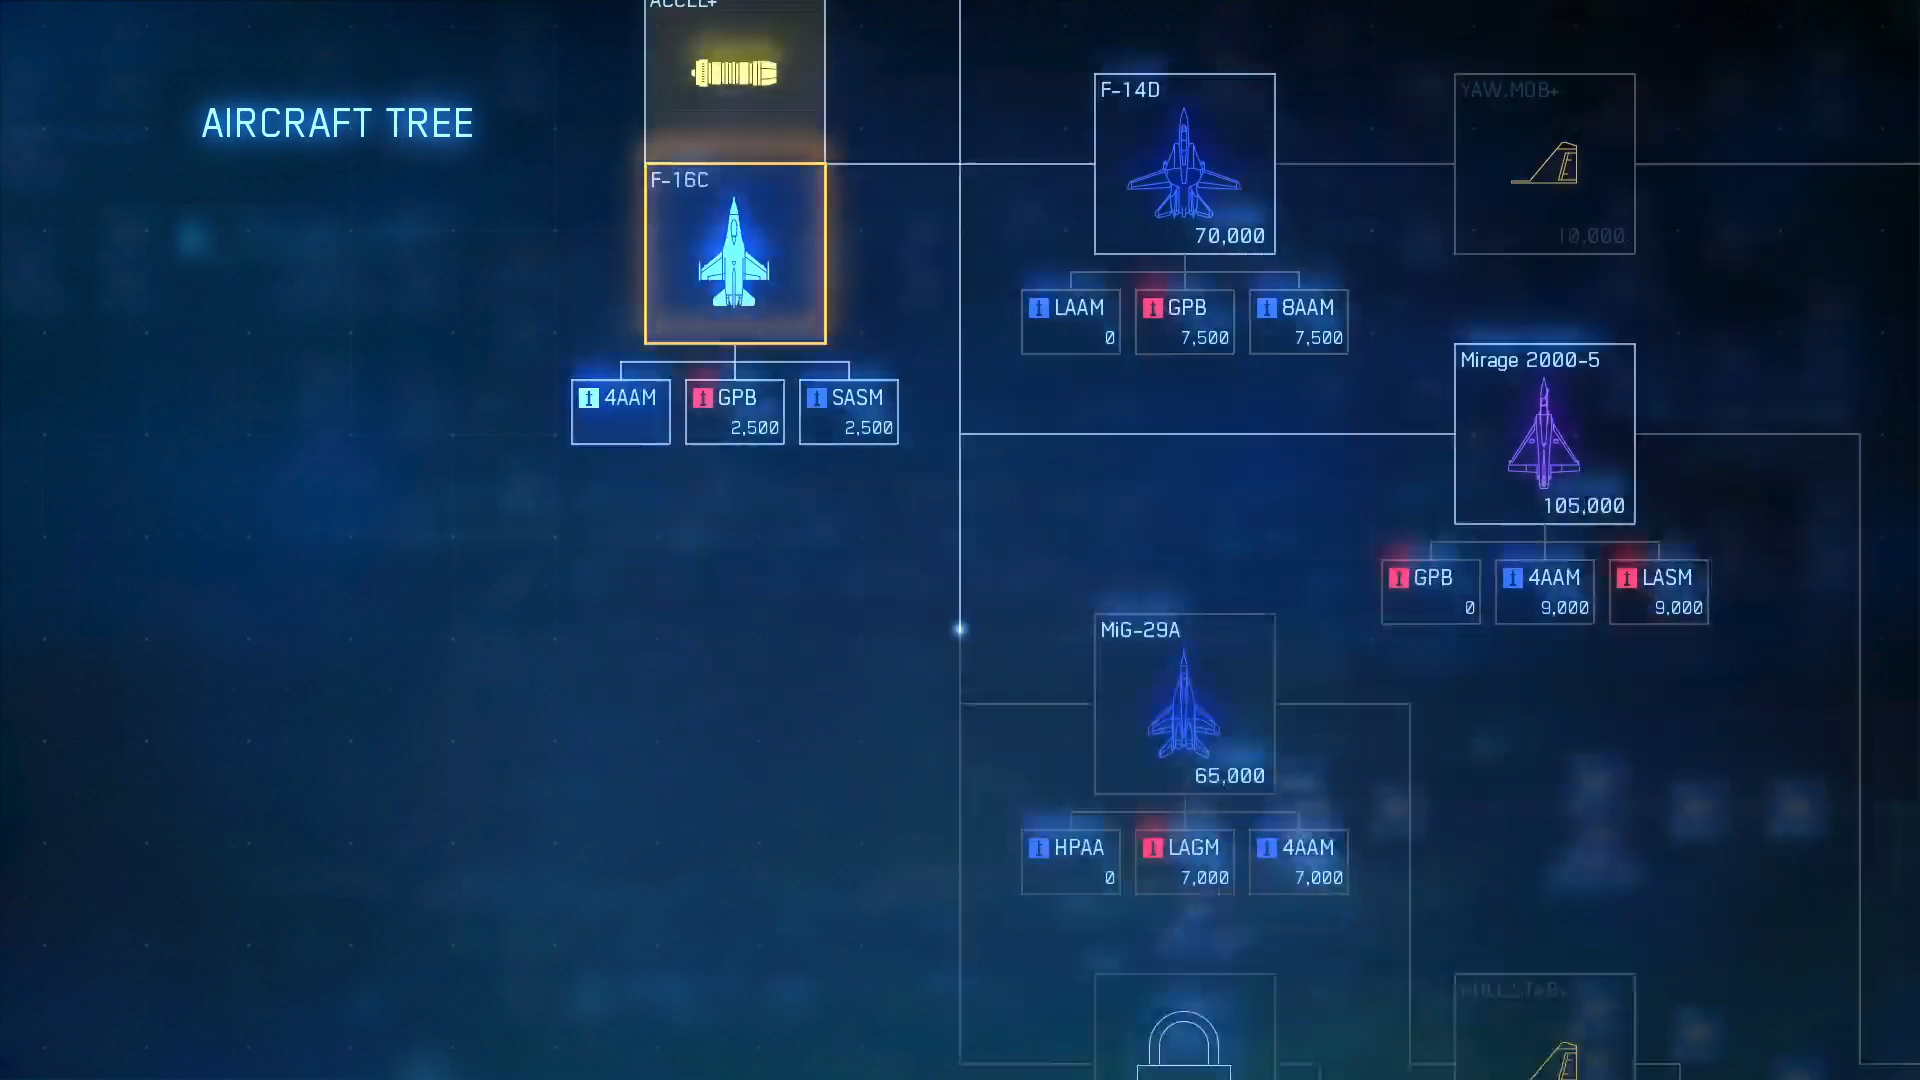 ACCEL+
AIRCRAFT TREE
F-16C
4AAM
GPB
2,500
SASM
2,500
F-14D
70,000
LAAM
0
GPB
7,500
8AAM
7,500
YAW.MOB+
10,000
Mirage 2000-5
105,000
GPB
0
4AAM
9,000
LASM
9,000
MiG-29A
65,000
HPAA
0
LAGM
7,000
4AAM
7,000